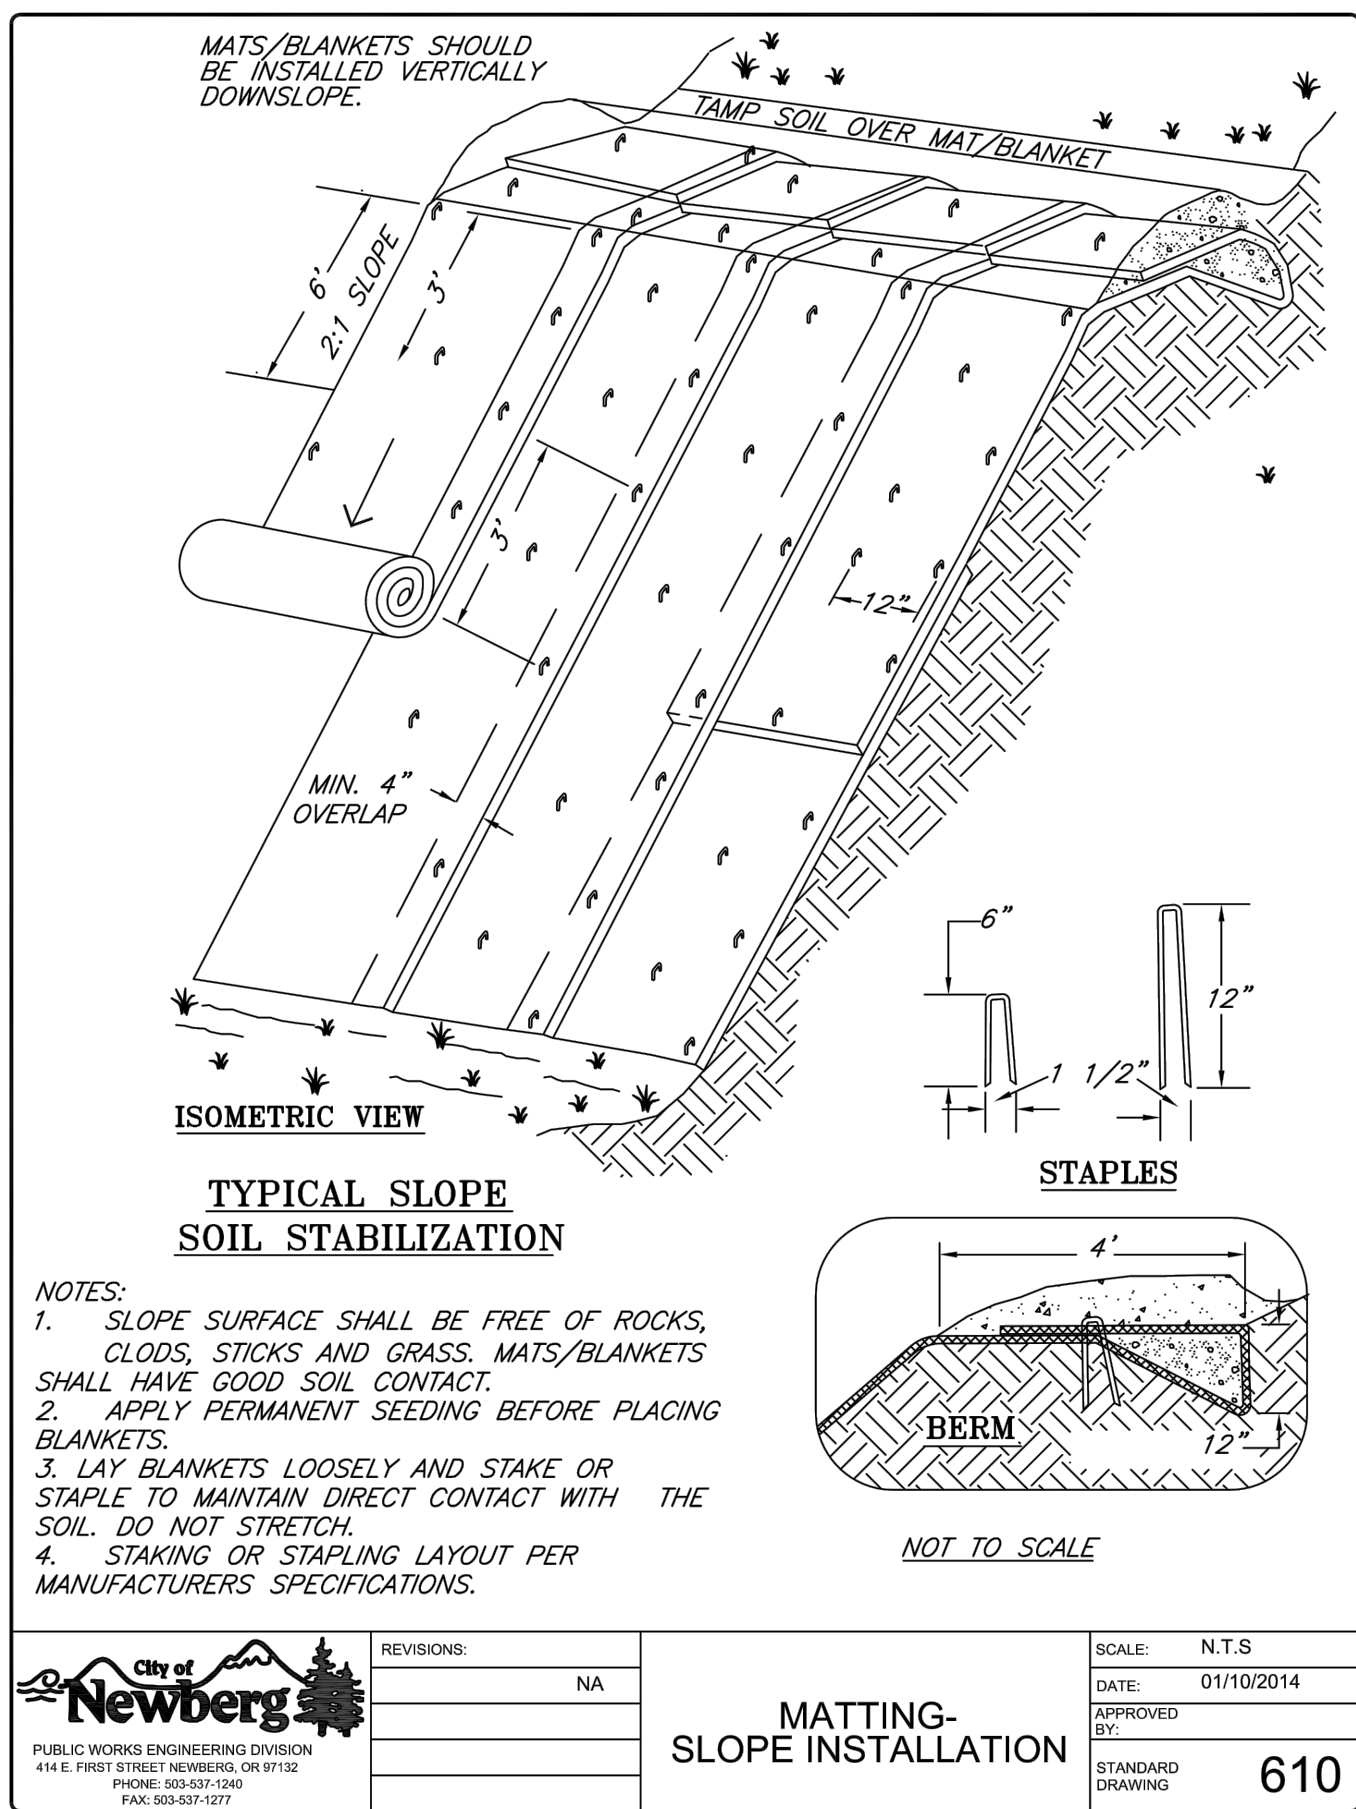 MATS/BLANKETS SHOULD
BE INSTALLED VERTICALLY
DOWNSLOPE.
TAMP SOIL OVER MAT/BLANKET
6'
2:1 SLOPE
3'
3'
12"
MIN. 4"
OVERLAP
ISOMETRIC VIEW
TYPICAL SLOPE
SOIL STABILIZATION
6"
12"
1 1/2"
STAPLES
4'
BERM
12"
NOT TO SCALE
NOTES:
1. SLOPE SURFACE SHALL BE FREE OF ROCKS,
CLODS, STICKS AND GRASS. MATS/BLANKETS
SHALL HAVE GOOD SOIL CONTACT.
2. APPLY PERMANENT SEEDING BEFORE PLACING
BLANKETS.
3. LAY BLANKETS LOOSELY AND STAKE OR
STAPLE TO MAINTAIN DIRECT CONTACT WITH THE
SOIL. DO NOT STRETCH.
4. STAKING OR STAPLING LAYOUT PER
MANUFACTURERS SPECIFICATIONS.
City of
Newberg
PUBLIC WORKS ENGINEERING DIVISION
414 E. FIRST STREET NEWBERG, OR 97132
PHONE: 503-537-1240
FAX: 503-537-1277
REVISIONS:
NA
MATTING-
SLOPE INSTALLATION
SCALE: N.T.S
DATE: 01/10/2014
APPROVED
BY:
STANDARD
DRAWING
610